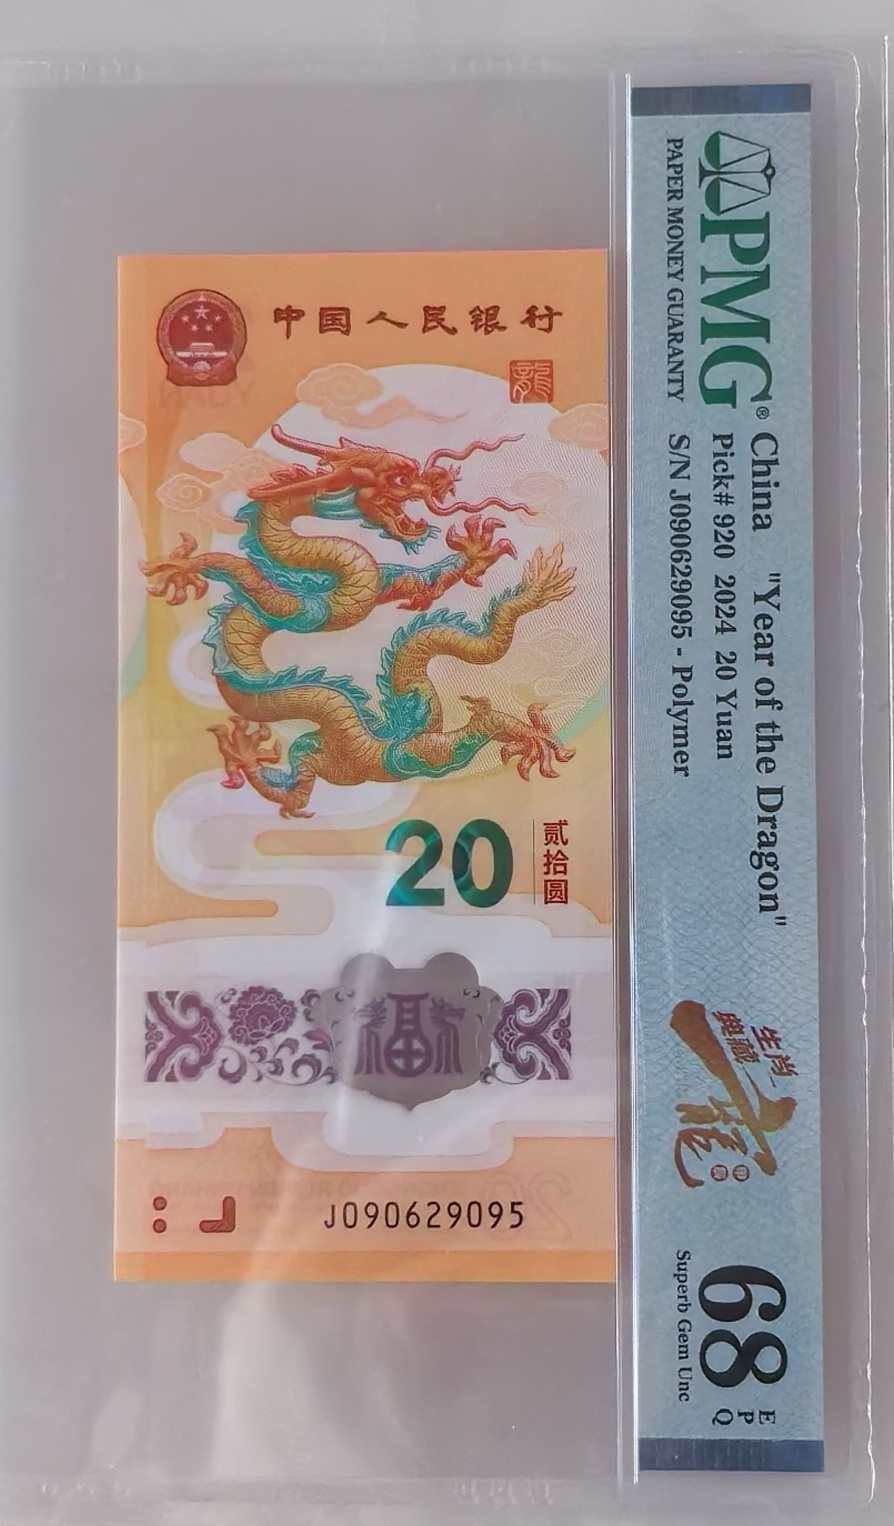 中国人民银行
龍
20
贰拾圆
福
J090629095
PMG®
PAPER MONEY GUARANTY
China "Year of the Dragon"
Pick# 920 2024 20 Yuan
S/N J090629095 - Polymer
生肖
典藏
龍
68 EPQ
Superb Gem Unc